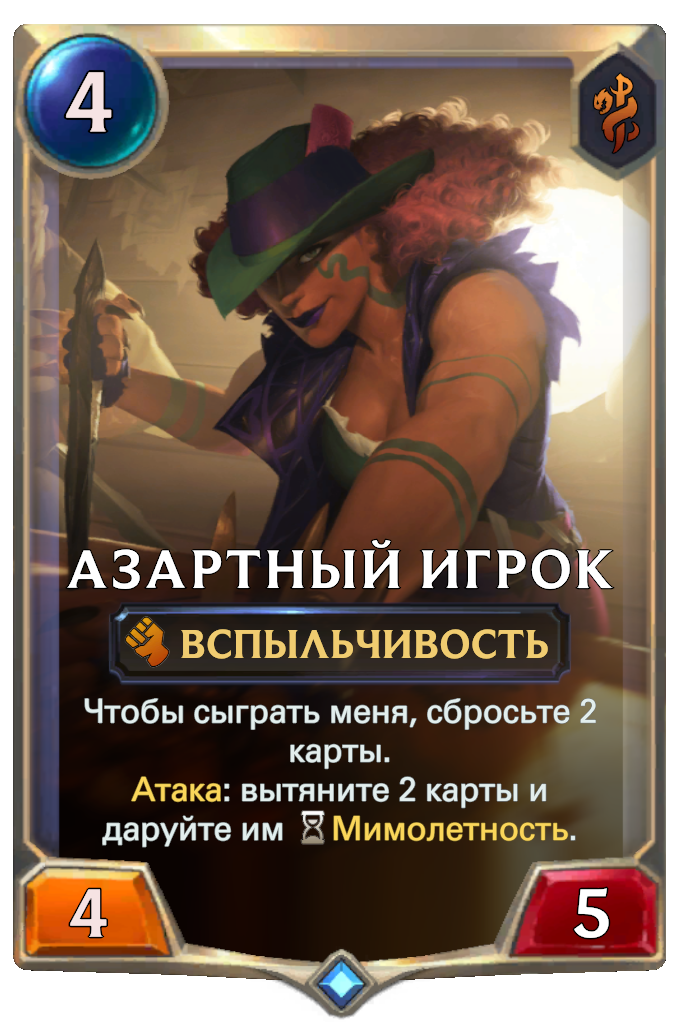 4
АЗАРТНЫЙ ИГРОК
ВСПЫЛЬЧИВОСТЬ
Чтобы сыграть меня, сбросьте 2
карты.
Атака: вытяните 2 карты и
даруйте им Мимолетность.
4
5